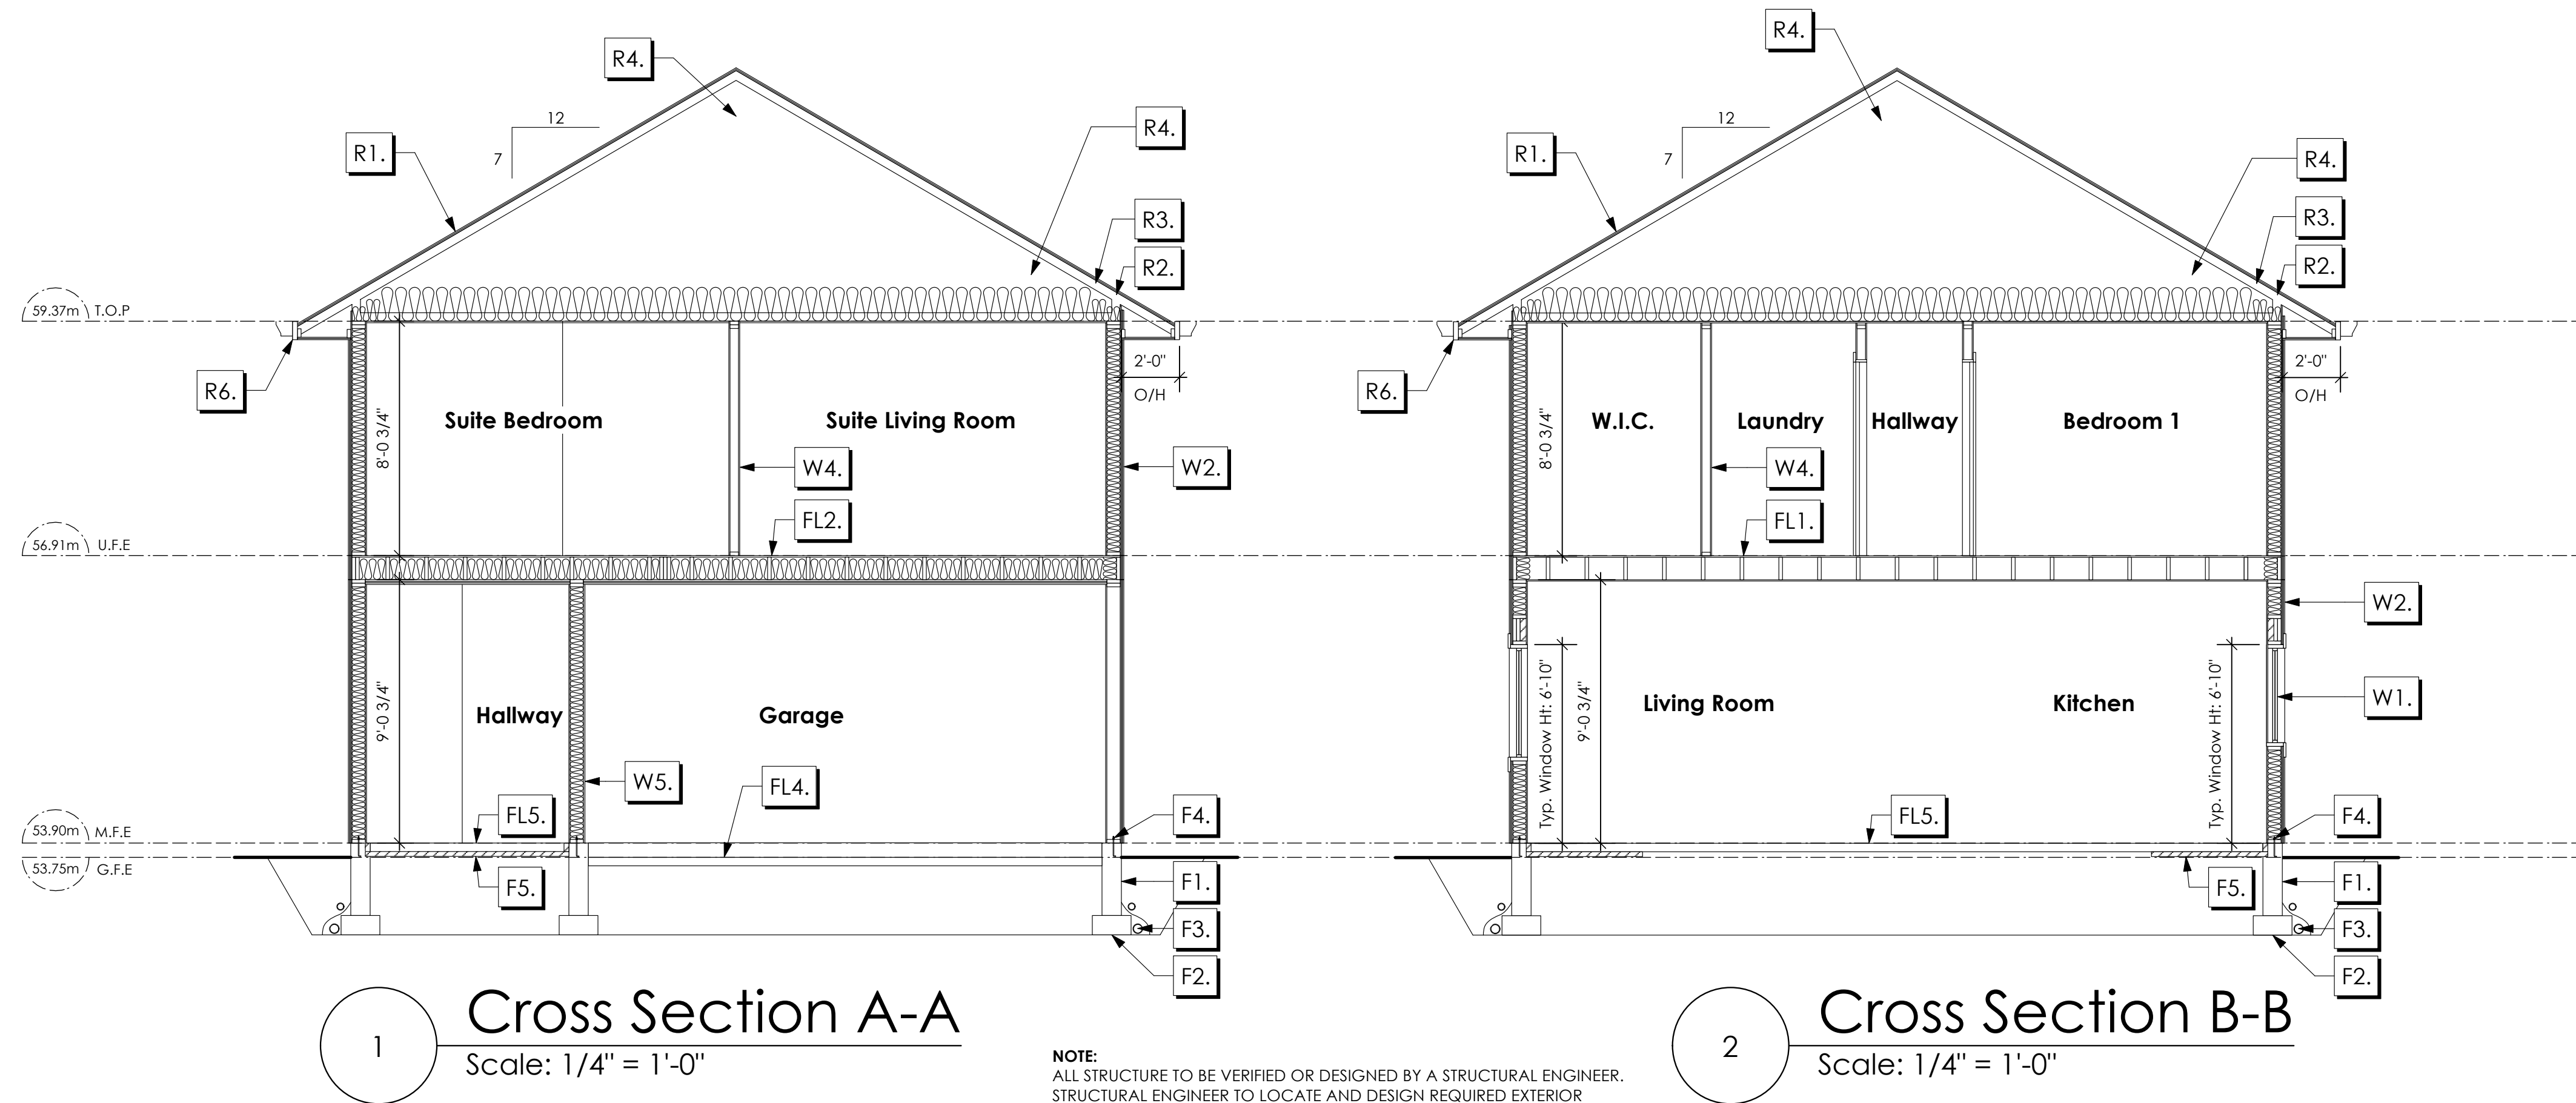 R4.
12
7
R1.
R4.
R3.
R2.
59.37m T.O.P
R6.
2'-0"
O/H
8'-0 3/4"
Suite Bedroom
Suite Living Room
W4.
W2.
FL2.
56.91m U.F.E
9'-0 3/4"
Hallway
Garage
W5.
FL4.
FL5.
F4.
53.90m M.F.E
53.75m G.F.E
F5.
F1.
F3.
F2.
1
Cross Section A-A
Scale: 1/4" = 1'-0"
R4.
12
7
R1.
R4.
R3.
R2.
R6.
2'-0"
O/H
8'-0 3/4"
W.I.C.
Laundry
Hallway
Bedroom 1
W4.
FL1.
W2.
Typ. Window Ht: 6'-10"
9'-0 3/4"
Living Room
Kitchen
Typ. Window Ht: 6'-10"
W1.
FL5.
F4.
F5.
F1.
F3.
F2.
2
Cross Section B-B
Scale: 1/4" = 1'-0"
NOTE:
ALL STRUCTURE TO BE VERIFIED OR DESIGNED BY A STRUCTURAL ENGINEER.
STRUCTURAL ENGINEER TO LOCATE AND DESIGN REQUIRED EXTERIOR